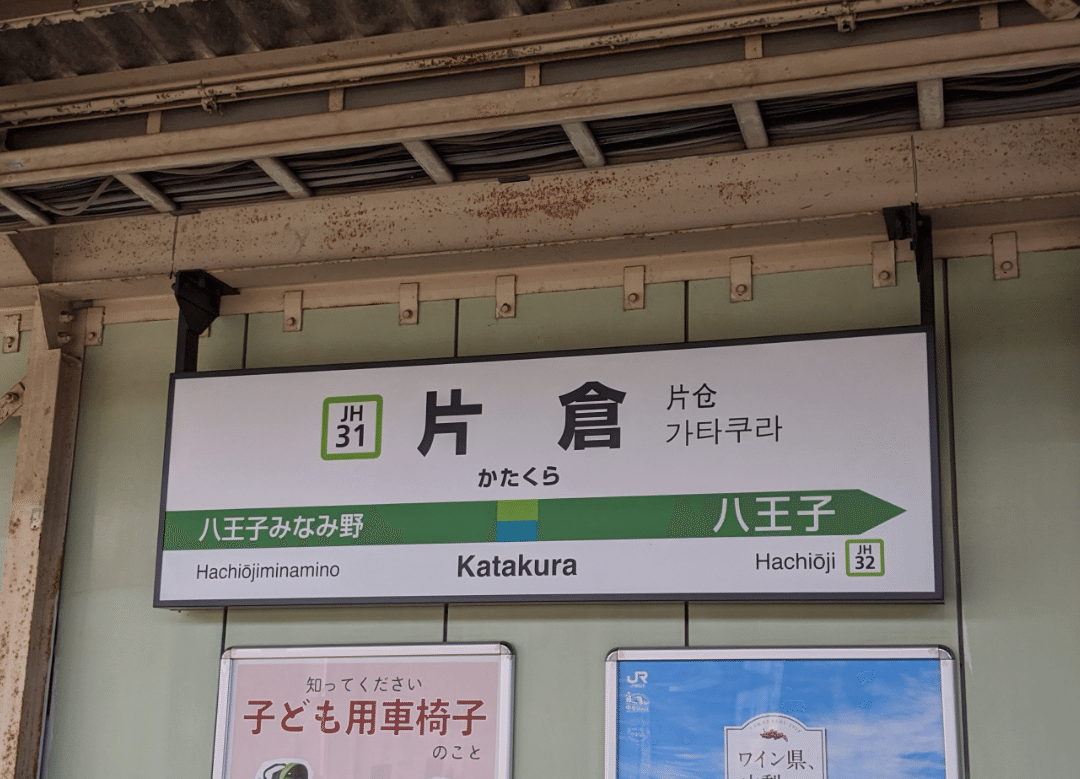 JH
31
片倉
片仓
가타쿠라
かたくら
八王子みなみ野
八王子
Hachiōjiminamino
Katakura
Hachiōji
JH
32
知ってください
子ども用車椅子
のこと
JR
ワイン県、